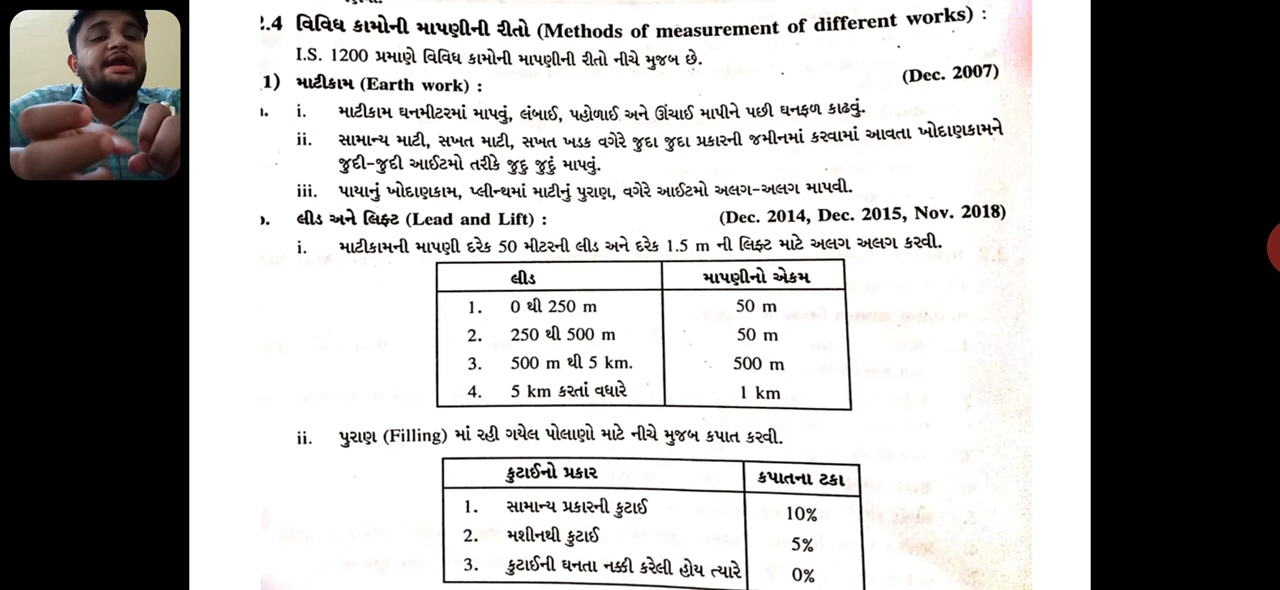 2.4 વિવિધ કામોની માપણીની રીતો (Methods of measurement of different works) :
I.S. 1200 પ્રમાણે વિવિધ કામોની માપણીની રીતો નીચે મુજબ છે.
(Dec. 2007)
1) માટીકામ (Earth work) :
i. માટીકામ ઘનમીટરમાં માપવું, લંબાઈ, પહોળાઈ અને ઊંચાઈ માપીને પછી ઘનફળ કાઢવું.
ii. સામાન્ય માટી, સખત માટી, સખત ખડક વગેરે જુદા જુદા પ્રકારની જમીનમાં કરવામાં આવતા ખોદાણકામને
જુદી-જુદી આઈટમો તરીકે જુદુ જુદું માપવું.
iii. પાયાનું ખોદાણકામ, પ્લીન્થમાં માટીનું પુરાણ, વગેરે આઈટમો અલગ-અલગ માપવી.
લીડ અને લિફ્ટ (Lead and Lift) : (Dec. 2014, Dec. 2015, Nov. 2018)
i. માટીકામની માપણી દરેક 50 મીટરની લીડ અને દરેક 1.5 m ની લિફ્ટ માટે અલગ અલગ કરવી.
લીડ માપણીનો એકમ
1. 0 થી 250 m 50 m
2. 250 થી 500 m 50 m
3. 500 m થી 5 km. 500 m
4. 5 km કરતાં વધારે 1 km
ii. પુરાણ (Filling) માં રહી ગયેલ પોલાણો માટે નીચે મુજબ કપાત કરવી.
કુટાઈનો પ્રકાર કપાતના ટકા
1. સામાન્ય પ્રકારની કુટાઈ 10%
2. મશીનથી કુટાઈ 5%
3. કુટાઈની ઘનતા નક્કી કરેલી હોય ત્યારે 0%